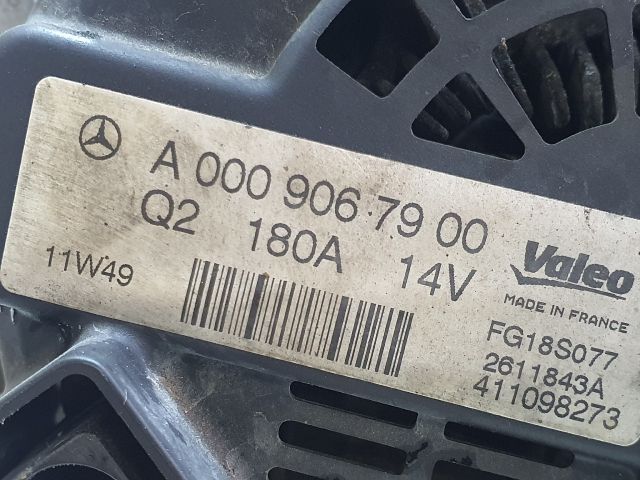 A 000 906 79 00
Q2 180A 14V
11W49
Valeo
MADE IN FRANCE
FG18S077
2611843A
411098273